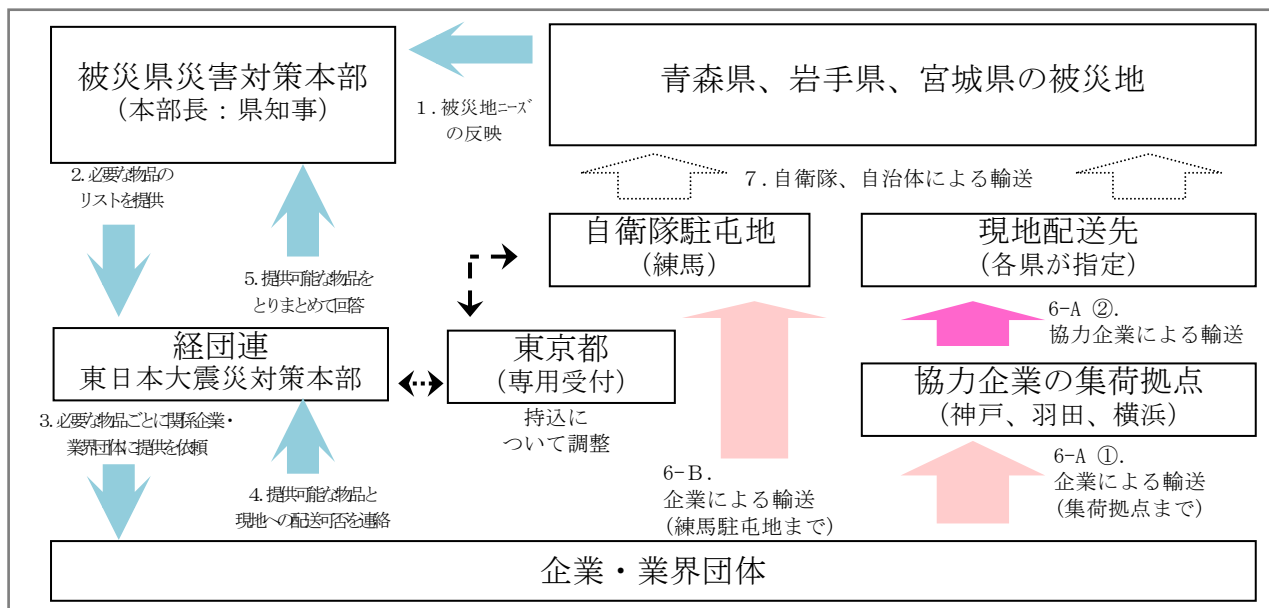 被災県災害対策本部
（本部長：県知事）
１.被災地ﾆｰｽﾞ
の反映
青森県、岩手県、宮城県の被災地
2.必要な物品の
リストを提供
5.提供可能な物品を
とりまとめて回答
７.自衛隊、自治体による輸送
自衛隊駐屯地
（練馬）
現地配送先
（各県が指定）
6-A ②.
協力企業による輸送
経団連
東日本大震災対策本部
東京都
（専用受付）
持込に
ついて調整
協力企業の集荷拠点
（神戸、羽田、横浜）
3.必要な物品ごとに関係企業・
業界団体に提供を依頼
4.提供可能な物品と
現地への配送可否を連絡
6-Ｂ.
企業による輸送
(練馬駐屯地まで)
6-A ①.
企業による輸送
(集荷拠点まで)
企業・業界団体